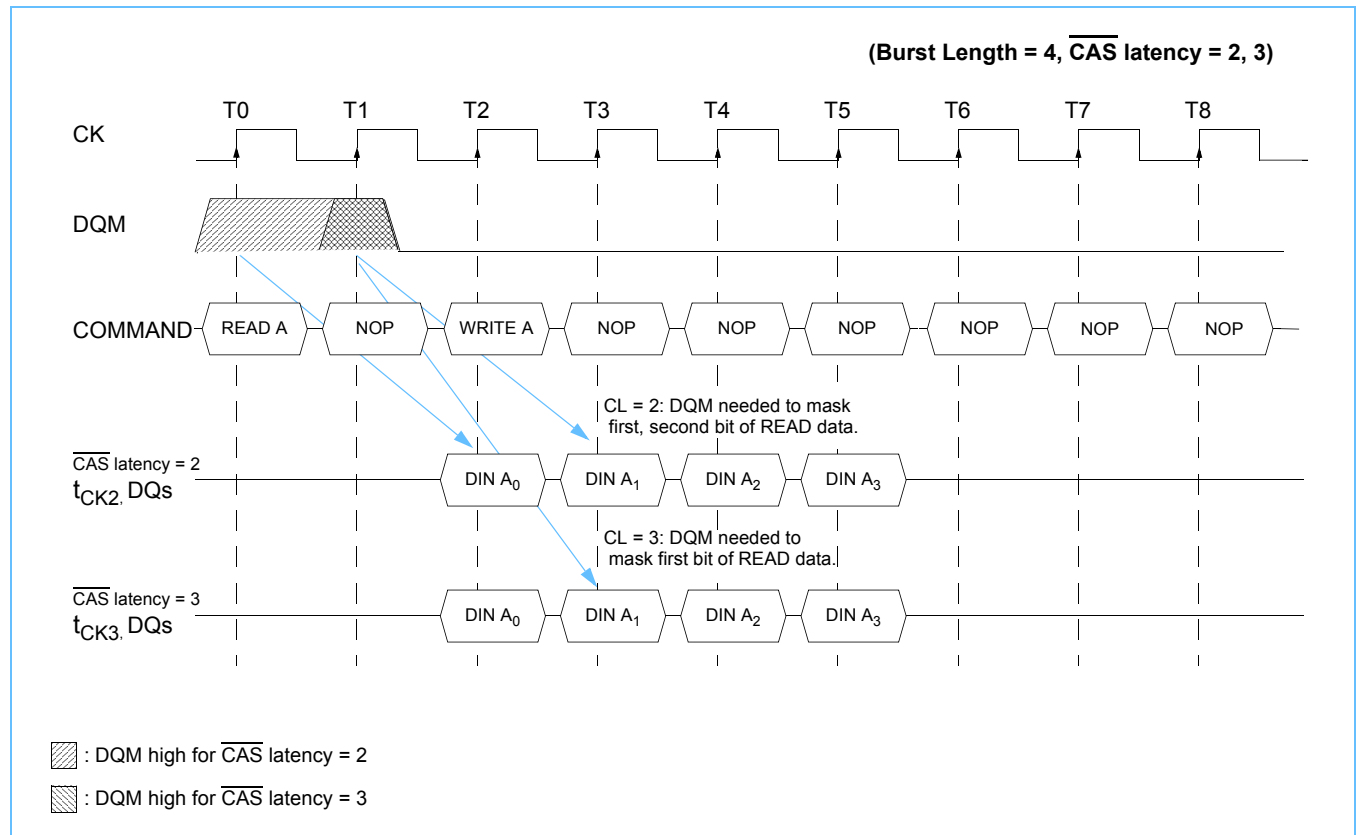 (Burst Length = 4, CAS latency = 2, 3)
T0 T1 T2 T3 T4 T5 T6 T7 T8
CK
DQM
COMMAND READ A NOP WRITE A NOP NOP NOP NOP NOP NOP
CL = 2: DQM needed to mask
first, second bit of READ data.
CAS latency = 2
tCK2, DQs DIN A0 DIN A1 DIN A2 DIN A3
CL = 3: DQM needed to
mask first bit of READ data.
CAS latency = 3
tCK3, DQs DIN A0 DIN A1 DIN A2 DIN A3
: DQM high for CAS latency = 2
: DQM high for CAS latency = 3